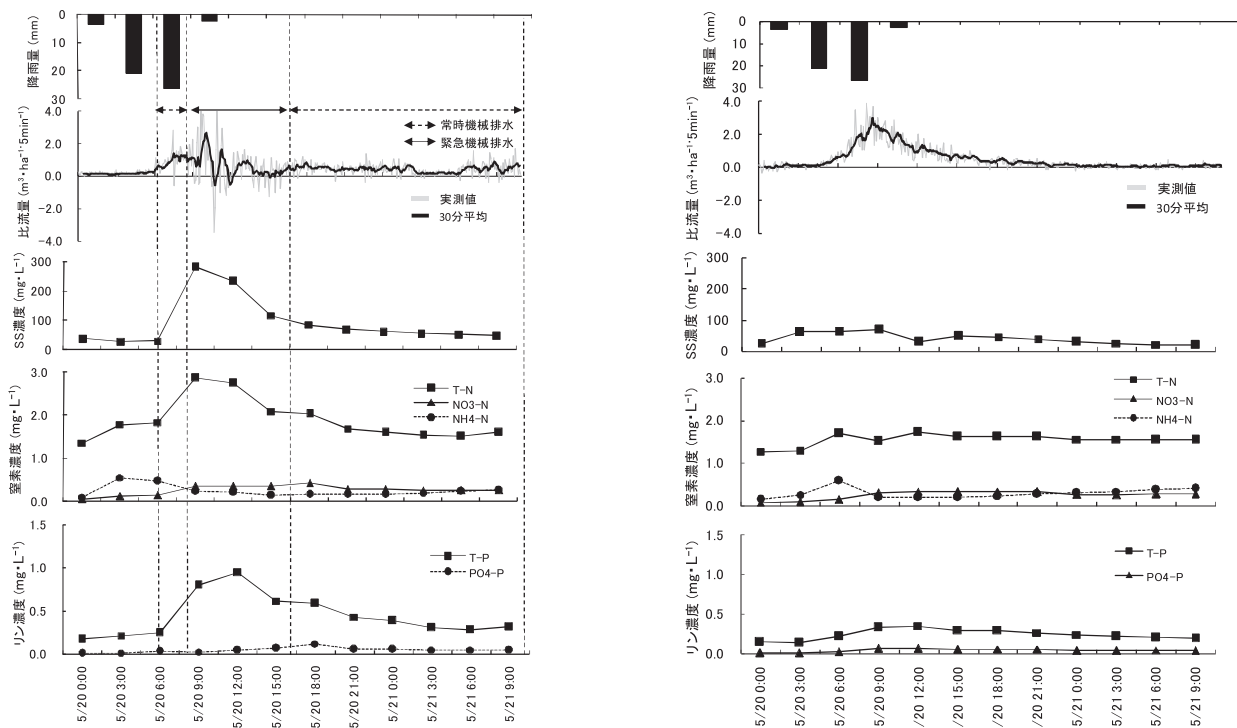 0
10
20
30
降雨量 (mm)
4.0
2.0
0.0
−2.0
−4.0
比流量 (m³・ha⁻¹・5min⁻¹)
常時機械排水
緊急機械排水
実測値
30分平均
300
200
100
0
SS濃度 (mg・L⁻¹)
3.0
2.0
1.0
0.0
窒素濃度 (mg・L⁻¹)
T-N
NO3-N
NH4-N
1.5
1.0
0.5
0.0
リン濃度 (mg・L⁻¹)
T-P
PO4-P
5/20 0:00
5/20 3:00
5/20 6:00
5/20 9:00
5/20 12:00
5/20 15:00
5/20 18:00
5/20 21:00
5/21 0:00
5/21 3:00
5/21 6:00
5/21 9:00
0
10
20
30
降雨量 (mm)
4.0
2.0
0.0
−2.0
−4.0
比流量 (m³・ha⁻¹・5min⁻¹)
実測値
30分平均
300
200
100
0
SS濃度 (mg・L⁻¹)
3.0
2.0
1.0
0.0
窒素濃度 (mg・L⁻¹)
T-N
NO3-N
NH4-N
1.5
1.0
0.5
0.0
リン濃度 (mg・L⁻¹)
T-P
PO4-P
5/20 0:00
5/20 3:00
5/20 6:00
5/20 9:00
5/20 12:00
5/20 15:00
5/20 18:00
5/20 21:00
5/21 0:00
5/21 3:00
5/21 6:00
5/21 9:00